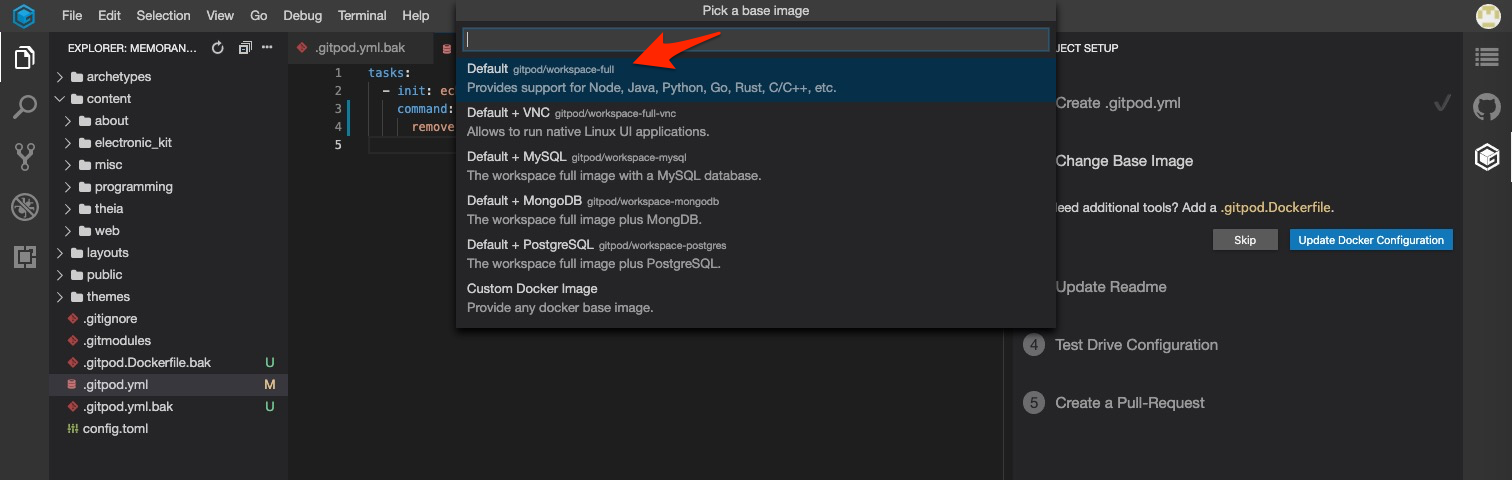 File Edit Selection View Go Debug Terminal Help
Pick a base image
EXPLORER: MEMORAN...
.gitpod.yml.bak
archetypes
content
about
electronic_kit
misc
programming
theia
web
layouts
public
themes
.gitignore
.gitmodules
.gitpod.Dockerfile.bak U
.gitpod.yml M
.gitpod.yml.bak U
config.toml
1 tasks:
2 - init: ec
3 command:
4 remove
5
Default gitpod/workspace-full
Provides support for Node, Java, Python, Go, Rust, C/C++, etc.
Default + VNC gitpod/workspace-full-vnc
Allows to run native Linux UI applications.
Default + MySQL gitpod/workspace-mysql
The workspace full image with a MySQL database.
Default + MongoDB gitpod/workspace-mongodb
The workspace full image plus MongDB.
Default + PostgreSQL gitpod/workspace-postgres
The workspace full image plus PostgreSQL.
Custom Docker Image
Provide any docker base image.
JECT SETUP
Create .gitpod.yml
Change Base Image
eed additional tools? Add a .gitpod.Dockerfile.
Skip Update Docker Configuration
Update Readme
4 Test Drive Configuration
5 Create a Pull-Request